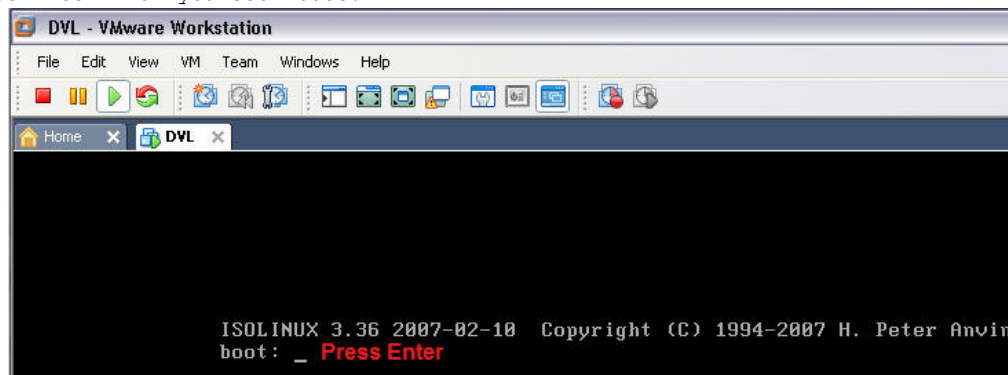 DVL - VMware Workstation
File Edit View VM Team Windows Help
Home DVL
ISOLINUX 3.36 2007-02-10 Copyright (C) 1994-2007 H. Peter Anvin
boot: _ Press Enter